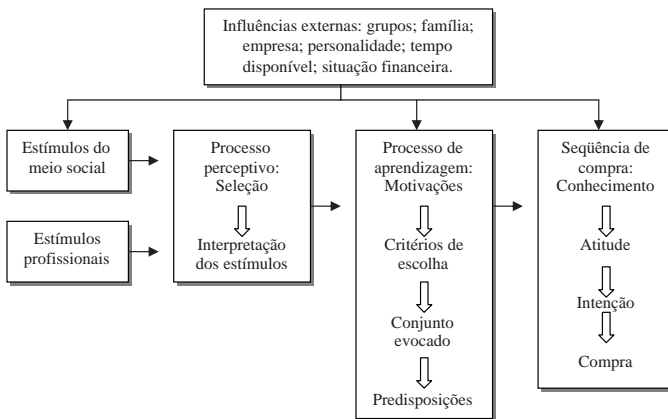 Influências externas: grupos; família;
empresa; personalidade; tempo
disponível; situação financeira.
Estímulos do
meio social
Estímulos
profissionais
Processo
perceptivo:
Seleção
Interpretação
dos estímulos
Processo de
aprendizagem:
Motivações
Critérios de
escolha
Conjunto
evocado
Predisposições
Seqüência de
compra:
Conhecimento
Atitude
Intenção
Compra